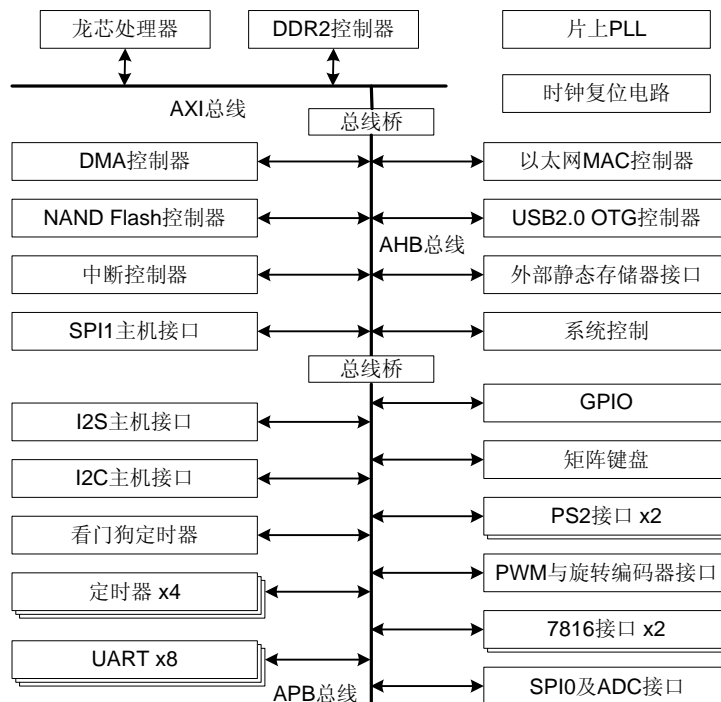 龙芯处理器
DDR2控制器
片上PLL
时钟复位电路
AXI总线
总线桥
DMA控制器
以太网MAC控制器
NAND Flash控制器
USB2.0 OTG控制器
AHB总线
中断控制器
外部静态存储器接口
SPI1主机接口
系统控制
总线桥
GPIO
I2S主机接口
矩阵键盘
I2C主机接口
PS2接口 x2
看门狗定时器
PWM与旋转编码器接口
定时器 x4
7816接口 x2
UART x8
SPI0及ADC接口
APB总线